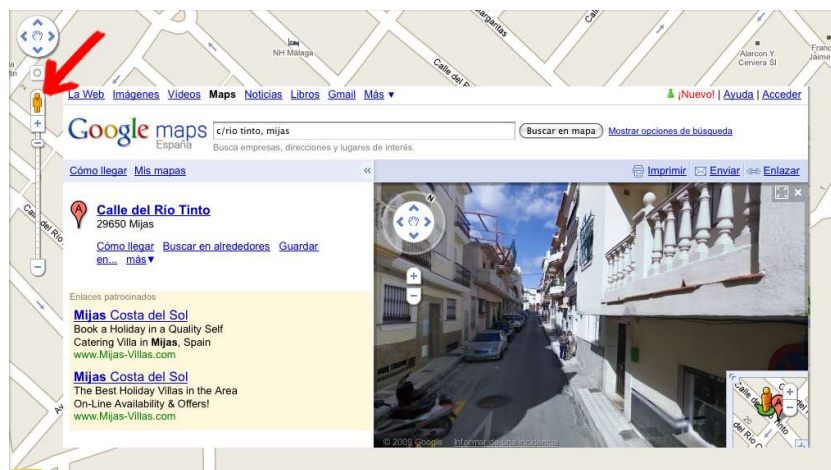 NH Málaga
Alarcon Y
Cervera Sl
La Web Imágenes Vídeos Maps Noticias Libros Gmail Más ▼
¡Nuevo! | Ayuda | Acceder
Google maps
España
c/rio tinto, mijas
Buscar en mapa
Mostrar opciones de búsqueda
Busca empresas, direcciones y lugares de interés.
Cómo llegar Mis mapas
«
Imprimir Enviar Enlazar
A
Calle del Río Tinto
29650 Mijas
Cómo llegar Buscar en alrededores Guardar
en... más▼
Enlaces patrocinados
Mijas Costa del Sol
Book a Holiday in a Quality Self
Catering Villa in Mijas, Spain
www.Mijas-Villas.com
Mijas Costa del Sol
The Best Holiday Villas in the Area
On-Line Availability & Offers!
www.Mijas-Villas.com
N
© 2009 Google Informar de una incidencia